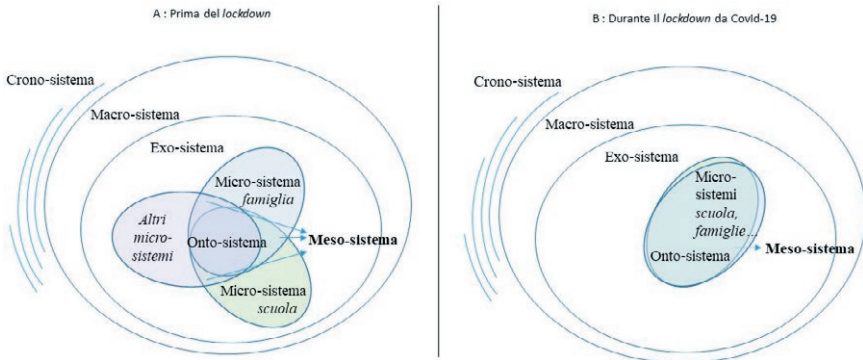 A : Prima del lockdown
Crono-sistema
Macro-sistema
Exo-sistema
Micro-sistema
famiglia
Altri
micro-
sistemi
Onto-sistema
Meso-sistema
Micro-sistema
scuola
B : Durante Il lockdown da CovId-19
Crono-sistema
Macro-sistema
Exo-sistema
Micro-
sistemi
scuola,
famiglie…
Onto-sistema
Meso-sistema